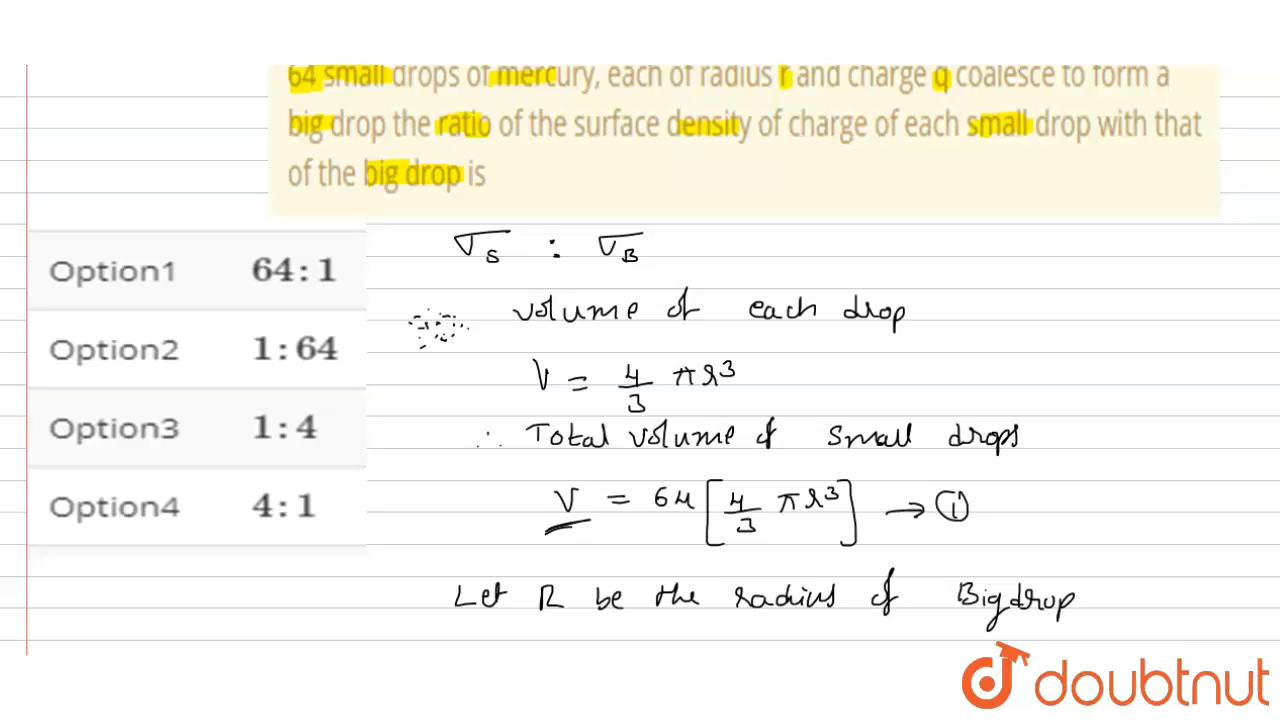 64 small drops of mercury, each of radius r and charge q coalesce to form a
big drop the ratio of the surface density of charge of each small drop with that
of the big drop is
σs : σB
Option1 64 : 1
volume of each drop
Option2 1 : 64
V = 4/3 πr³
Option3 1 : 4
∴ Total volume of small drops
Option4 4 : 1
V = 64 [4/3 πr³] → ①
Let R be the radius of Big drop
doubtnut